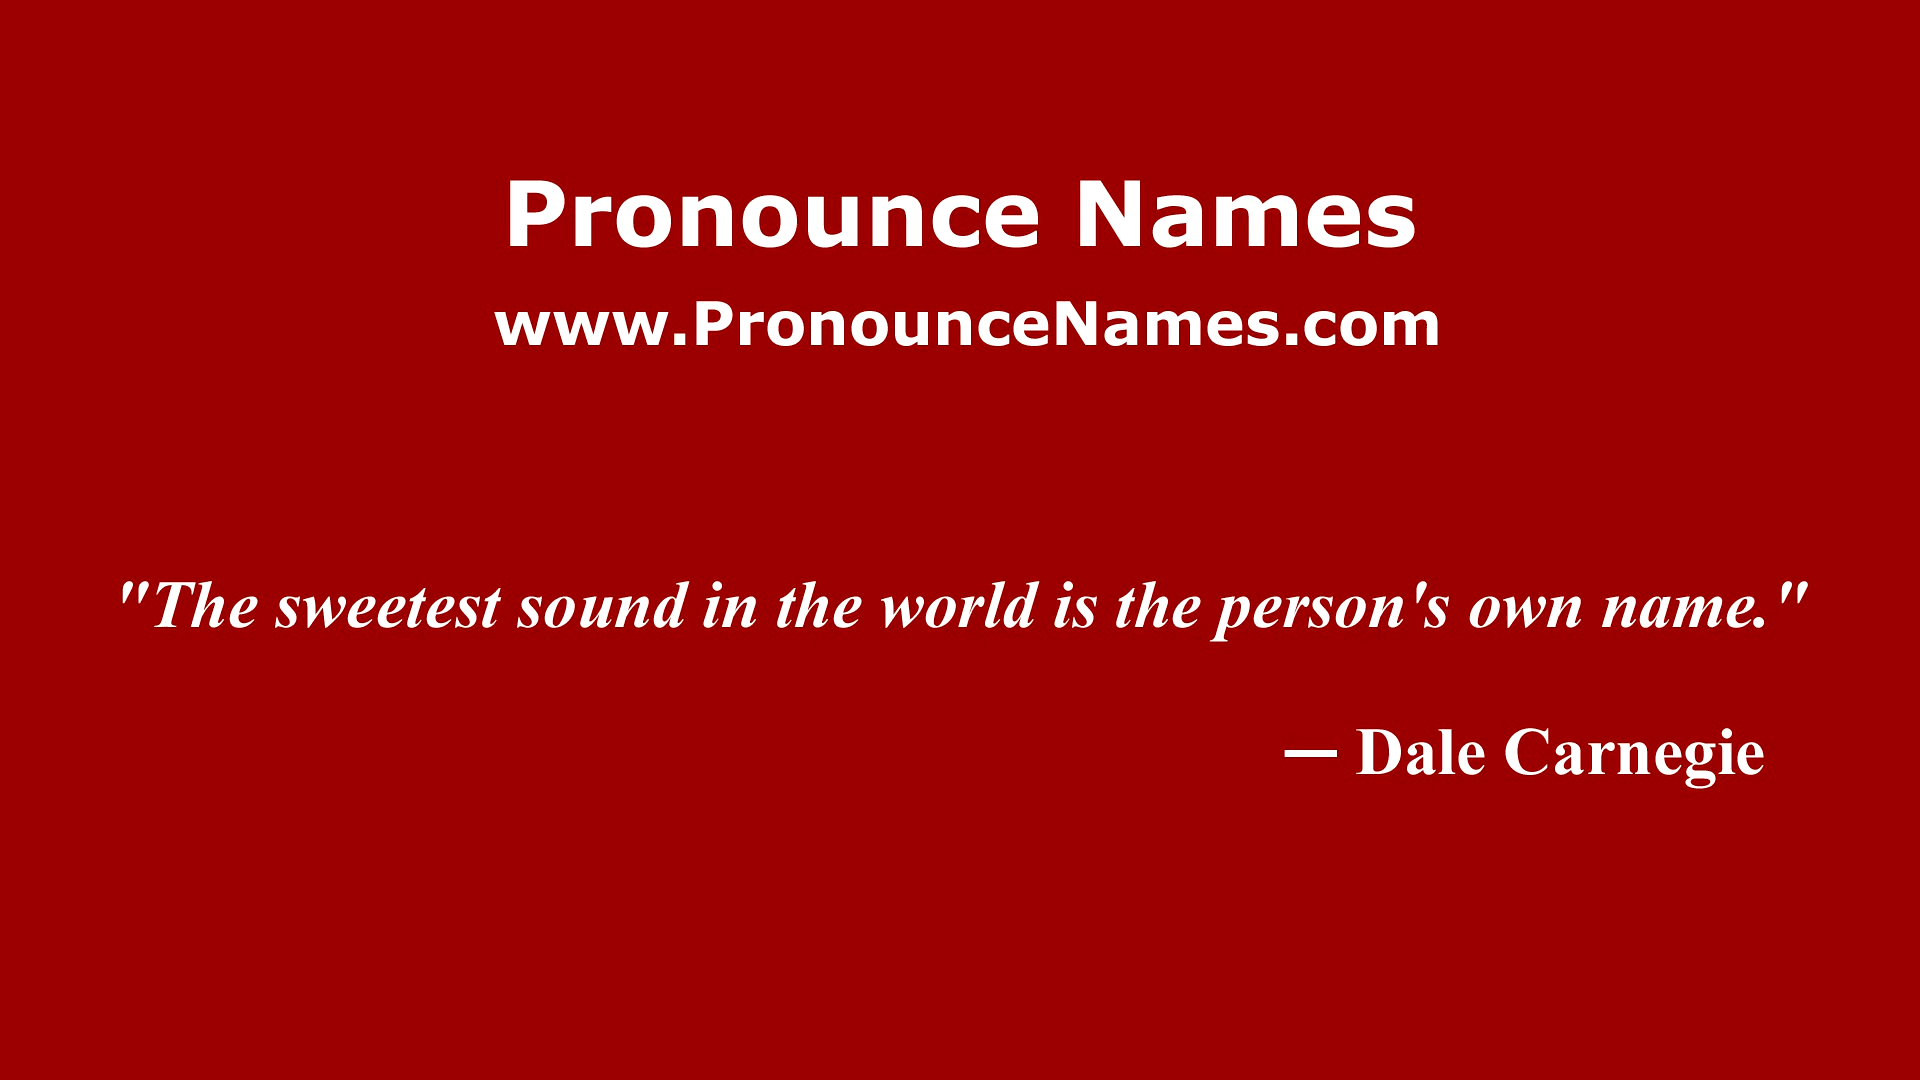 Pronounce Names
www.PronounceNames.com
"The sweetest sound in the world is the person's own name."
— Dale Carnegie